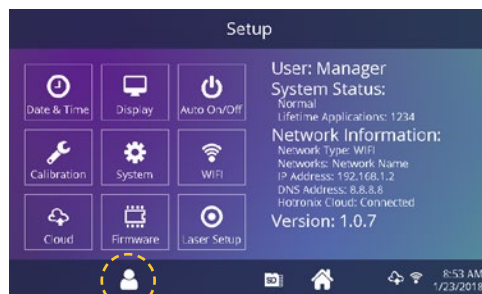 Setup
Date & Time
Display
Auto On/Off
Calibration
System
WIFI
Cloud
Firmware
Laser Setup
User: Manager
System Status:
Normal
Lifetime Applications: 1234
Network Information:
Network Type: WIFI
Networks: Network Name
IP Address: 192.168.1.2
DNS Address: 8.8.8.8
Hotronix Cloud: Connected
Version: 1.0.7
SD
8:53 AM
1/23/2018